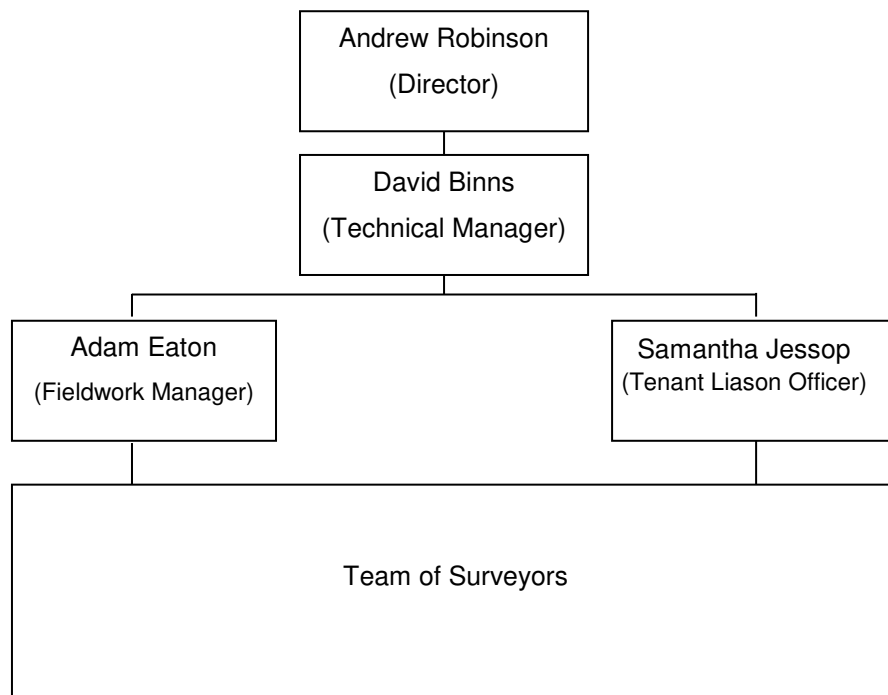 Andrew Robinson
(Director)
David Binns
(Technical Manager)
Adam Eaton
(Fieldwork Manager)
Samantha Jessop
(Tenant Liason Officer)
Team of Surveyors